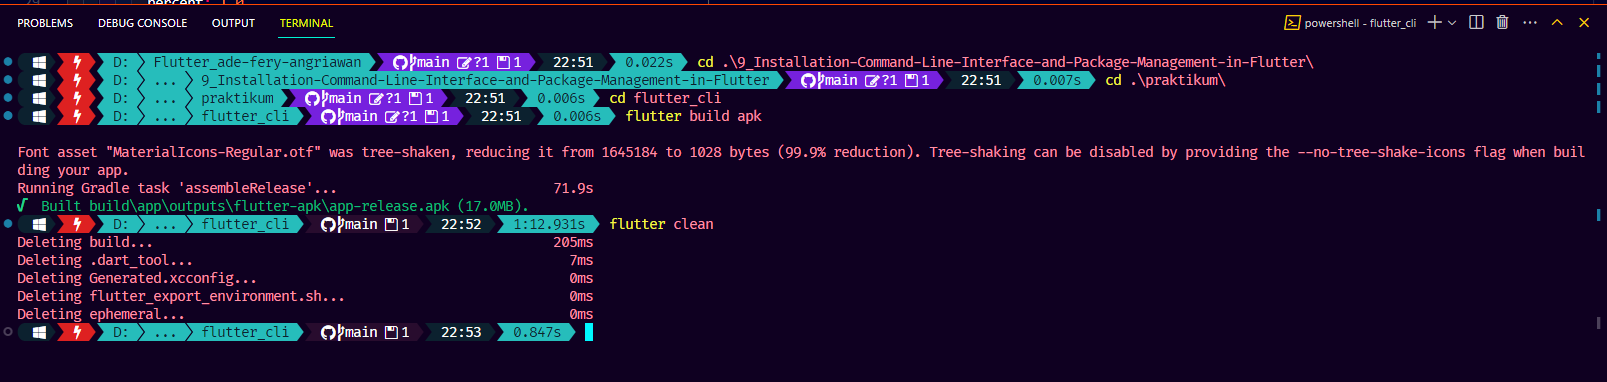 PROBLEMS DEBUG CONSOLE OUTPUT TERMINAL powershell - flutter_cli
D: Flutter_ade-fery-angriawan main ?1 1 22:51 0.022s cd .\9_Installation-Command-Line-Interface-and-Package-Management-in-Flutter\
D: ... 9_Installation-Command-Line-Interface-and-Package-Management-in-Flutter main ?1 1 22:51 0.007s cd .\praktikum\
D: ... praktikum main ?1 1 22:51 0.006s cd flutter_cli
D: ... flutter_cli main ?1 1 22:51 0.006s flutter build apk
Font asset "MaterialIcons-Regular.otf" was tree-shaken, reducing it from 1645184 to 1028 bytes (99.9% reduction). Tree-shaking can be disabled by providing the --no-tree-shake-icons flag when buil
ding your app.
Running Gradle task 'assembleRelease'... 71.9s
√ Built build\app\outputs\flutter-apk\app-release.apk (17.0MB).
D: ... flutter_cli main 1 22:52 1:12.931s flutter clean
Deleting build... 205ms
Deleting .dart_tool... 7ms
Deleting Generated.xcconfig... 0ms
Deleting flutter_export_environment.sh... 0ms
Deleting ephemeral... 0ms
D: ... flutter_cli main 1 22:53 0.847s